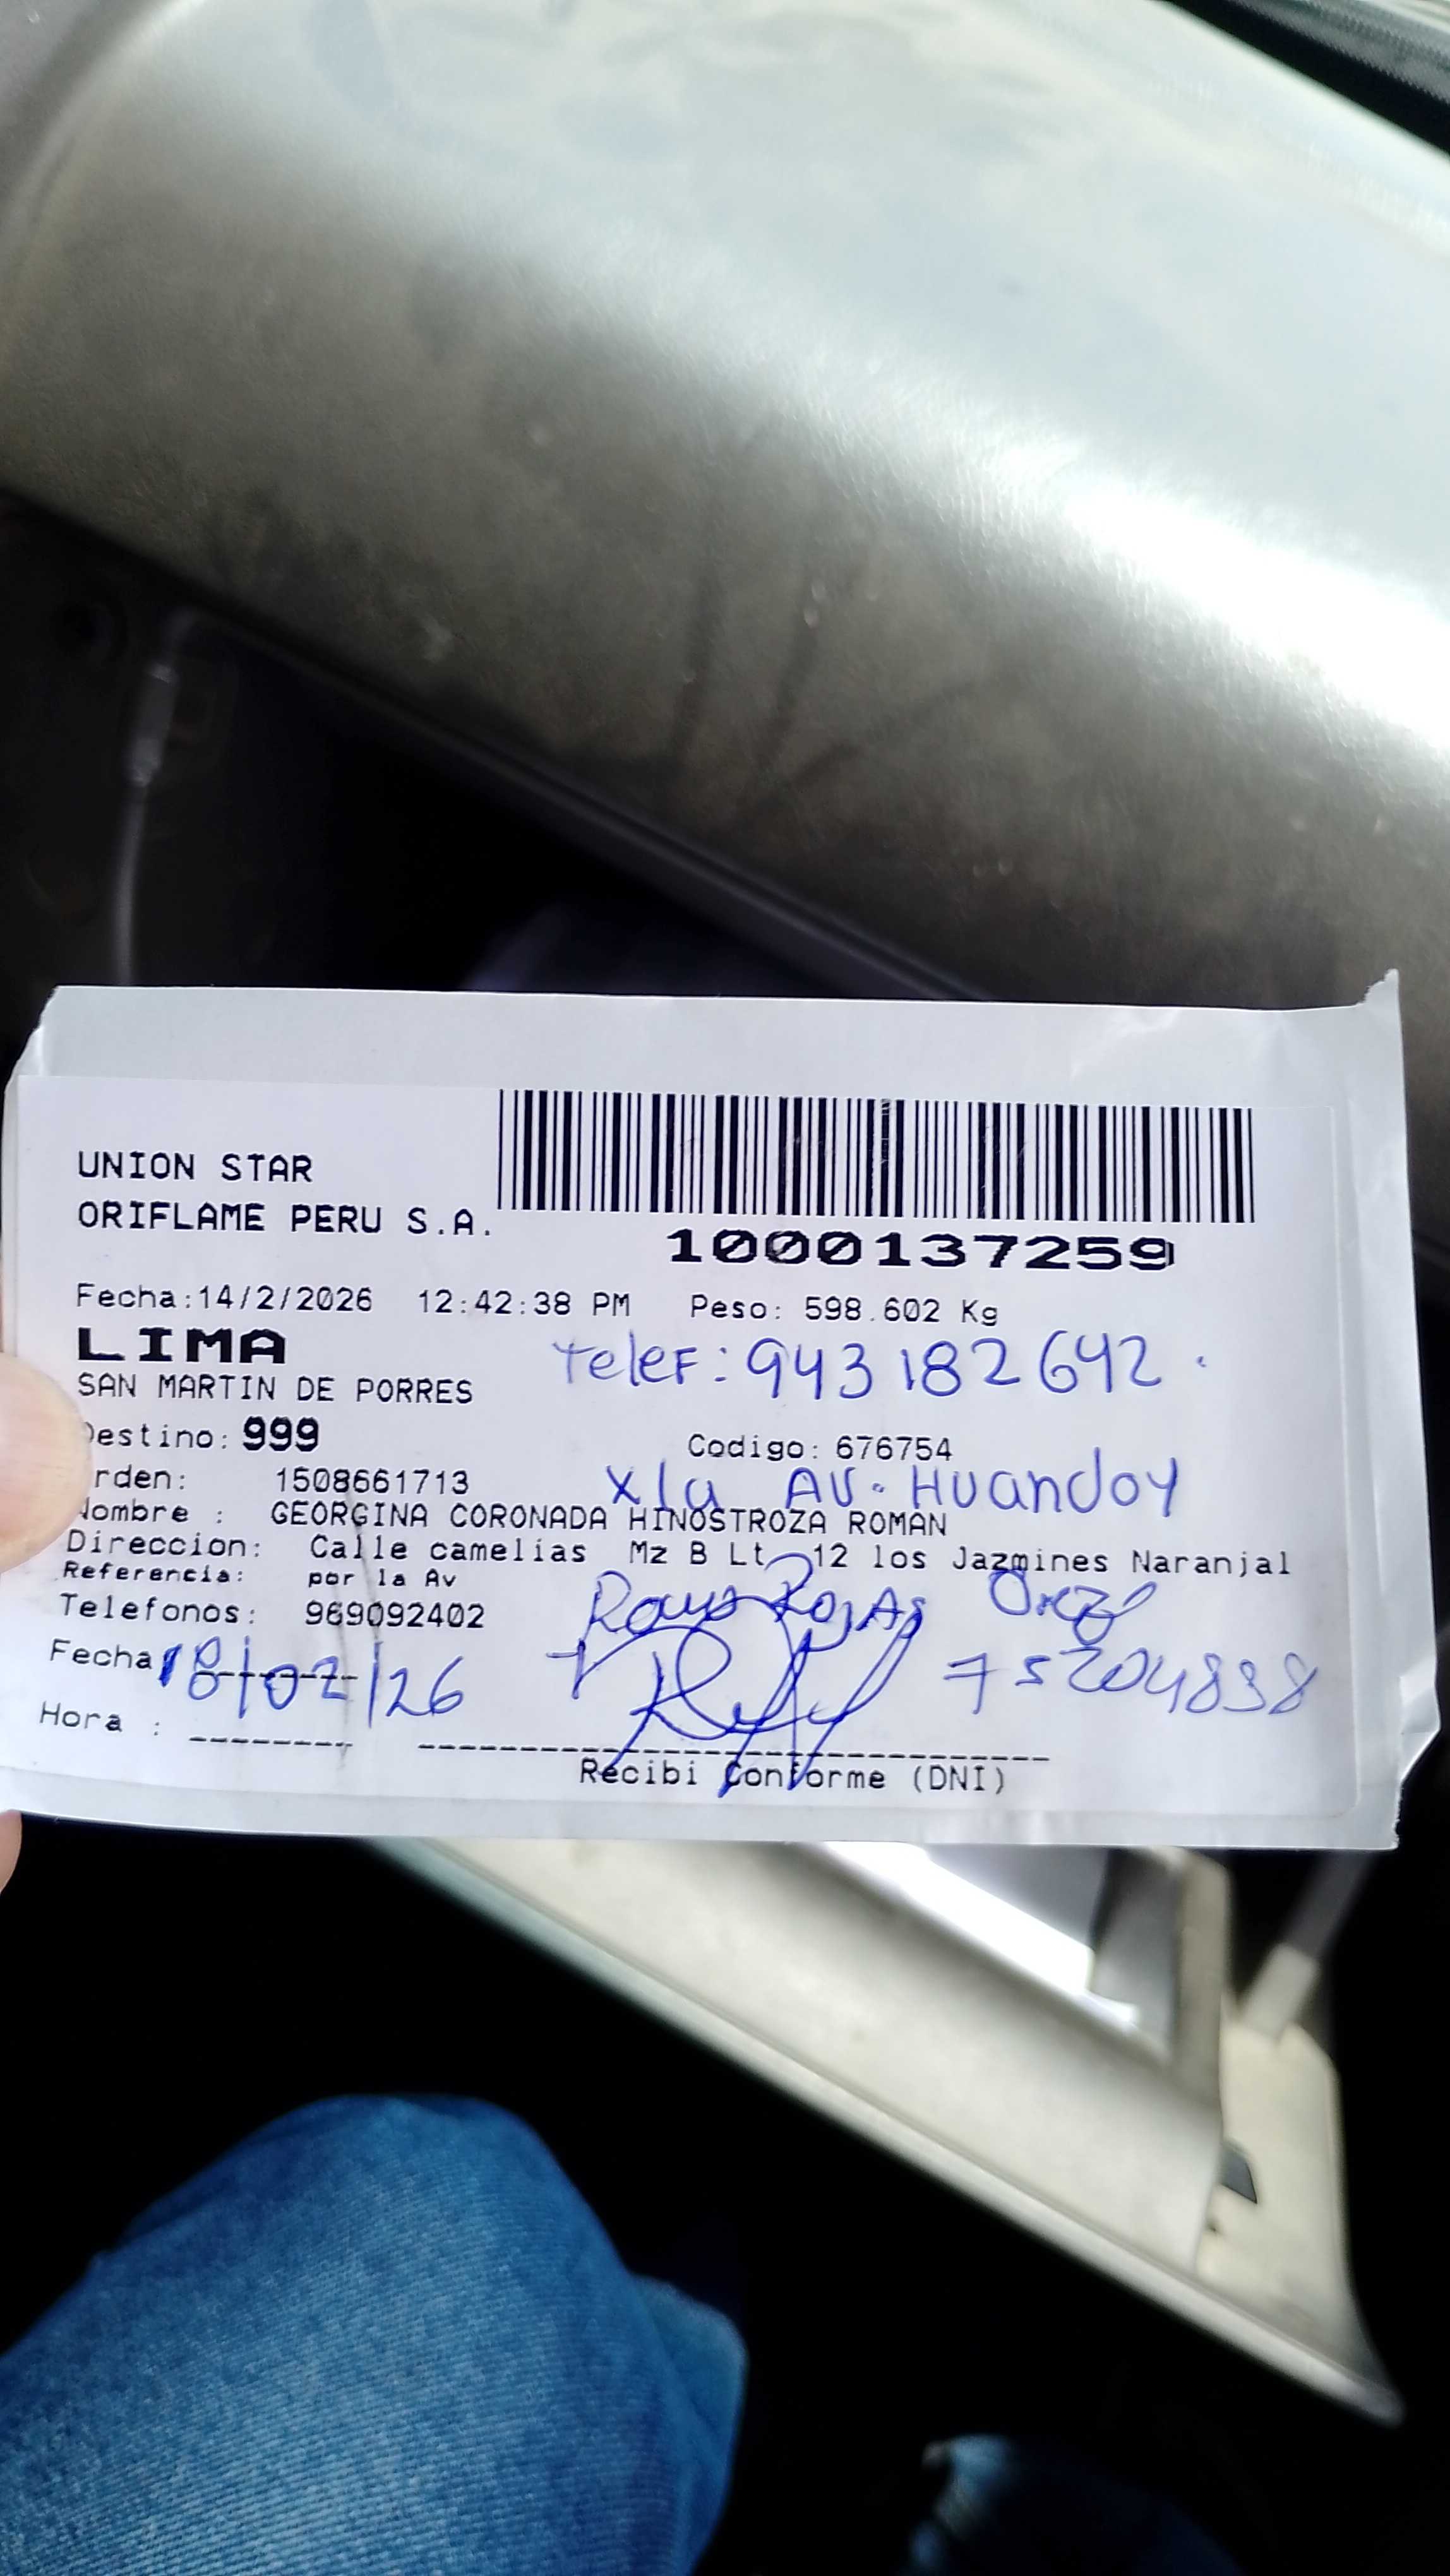 UNION STAR
ORIFLAME PERU S.A.
1000137259
Fecha:14/2/2026 12:42:38 PM Peso: 598.602 Kg
LIMA
Telef: 943 182 642
SAN MARTIN DE PORRES
Destino: 999
Codigo: 676754
rden: 1508661713
x la AV. Huandoy
Nombre : GEORGINA CORONADA HINOSTROZA ROMAN
Direccion: Calle camelias Mz B Lt 12 los Jazmines Naranjal
Referencia: por la Av
Telefonos: 969092402
Rojas
Fecha 18/02/26
75204838
Hora :
Recibi Conforme (DNI)